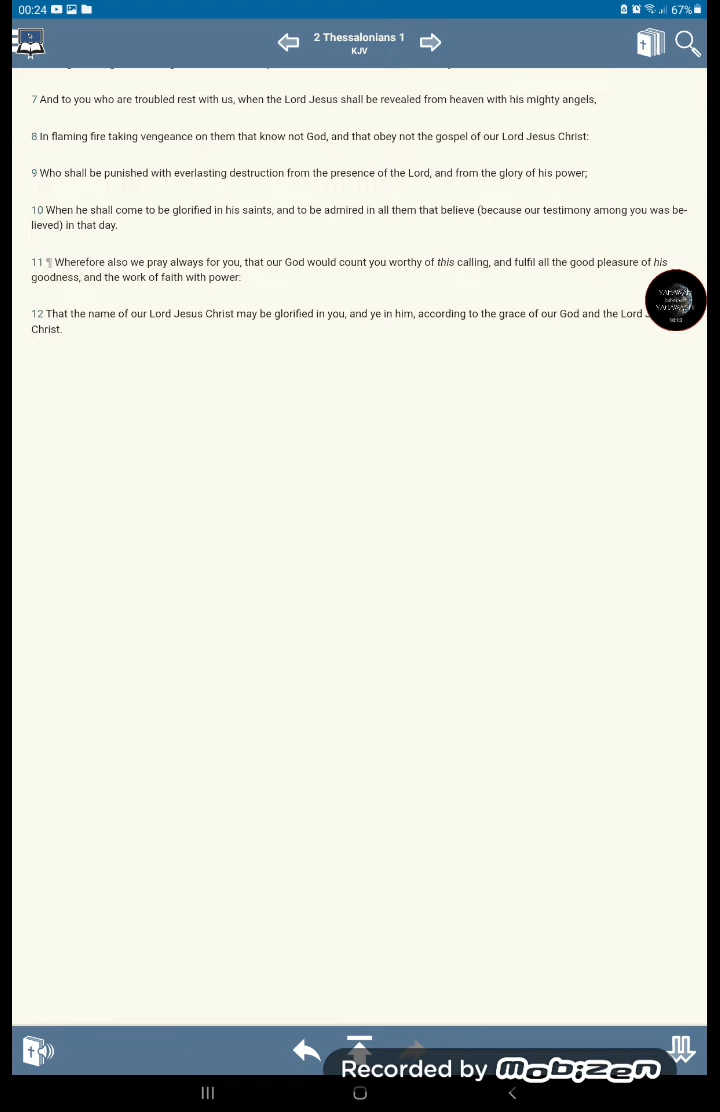 00:24
67%
2 Thessalonians 1
KJV
7 And to you who are troubled rest with us, when the Lord Jesus shall be revealed from heaven with his mighty angels,
8 In flaming fire taking vengeance on them that know not God, and that obey not the gospel of our Lord Jesus Christ:
9 Who shall be punished with everlasting destruction from the presence of the Lord, and from the glory of his power;
10 When he shall come to be glorified in his saints, and to be admired in all them that believe (because our testimony among you was be-
lieved) in that day.
11 ¶ Wherefore also we pray always for you, that our God would count you worthy of this calling, and fulfil all the good pleasure of his
goodness, and the work of faith with power:
12 That the name of our Lord Jesus Christ may be glorified in you, and ye in him, according to the grace of our God and the Lord
Christ.
10:13
Recorded by mobizen